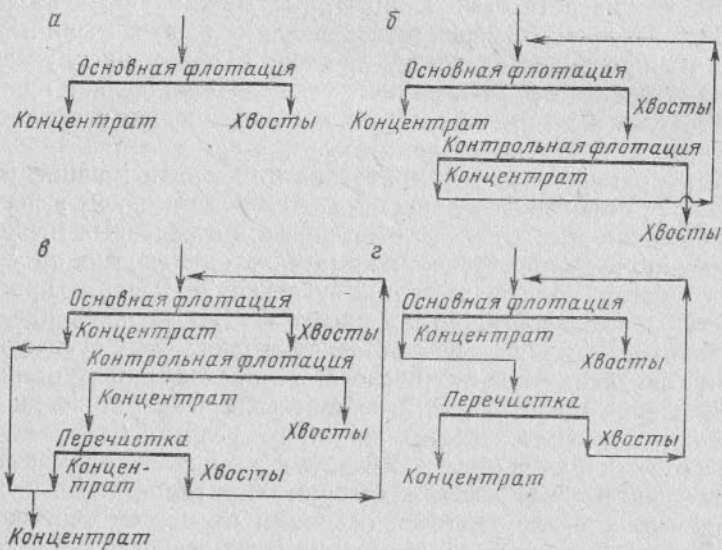 а
Основная флотация
Концентрат
Хвосты
б
Основная флотация
Концентрат
Хвосты
Контрольная флотация
Концентрат
Хвосты
в
Основная флотация
Концентрат
Хвосты
Контрольная флотация
Концентрат
Хвосты
Перечистка
Концен-
трат
Хвосты
Концентрат
г
Основная флотация
Концентрат
Хвосты
Перечистка
Хвосты
Концентрат